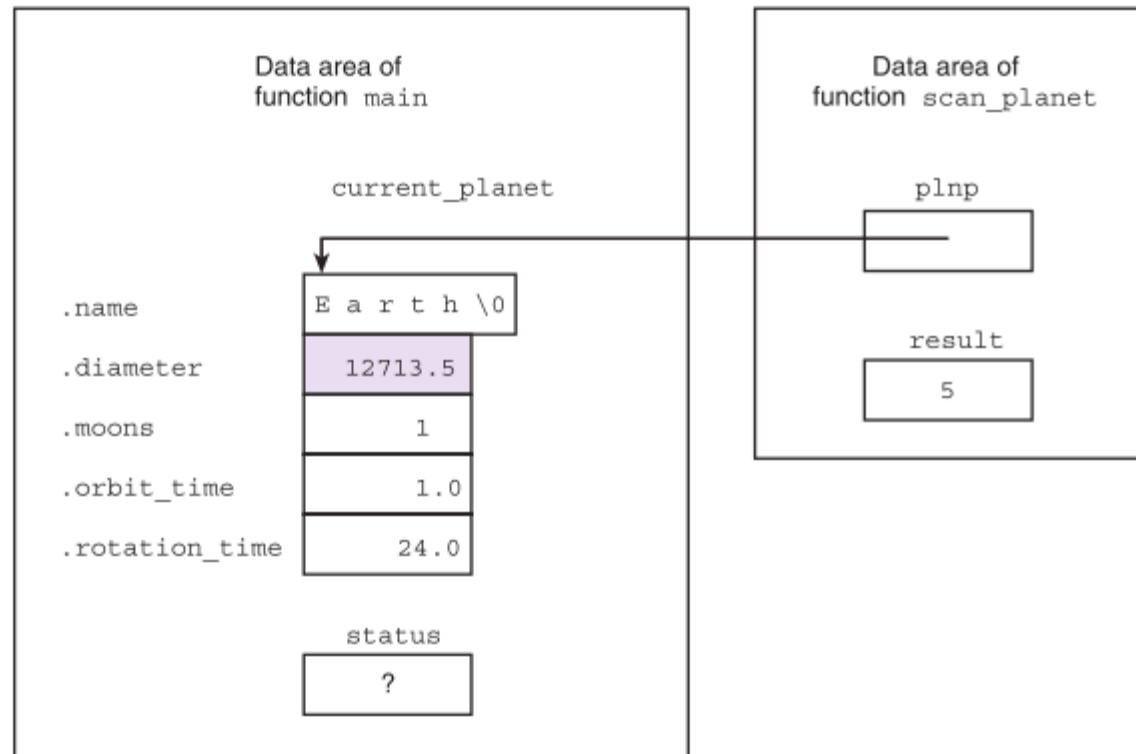 Data area of
function main
current_planet
.name E a r t h \0
.diameter 12713.5
.moons 1
.orbit_time 1.0
.rotation_time 24.0
status
?
Data area of
function scan_planet
plnp
result
5